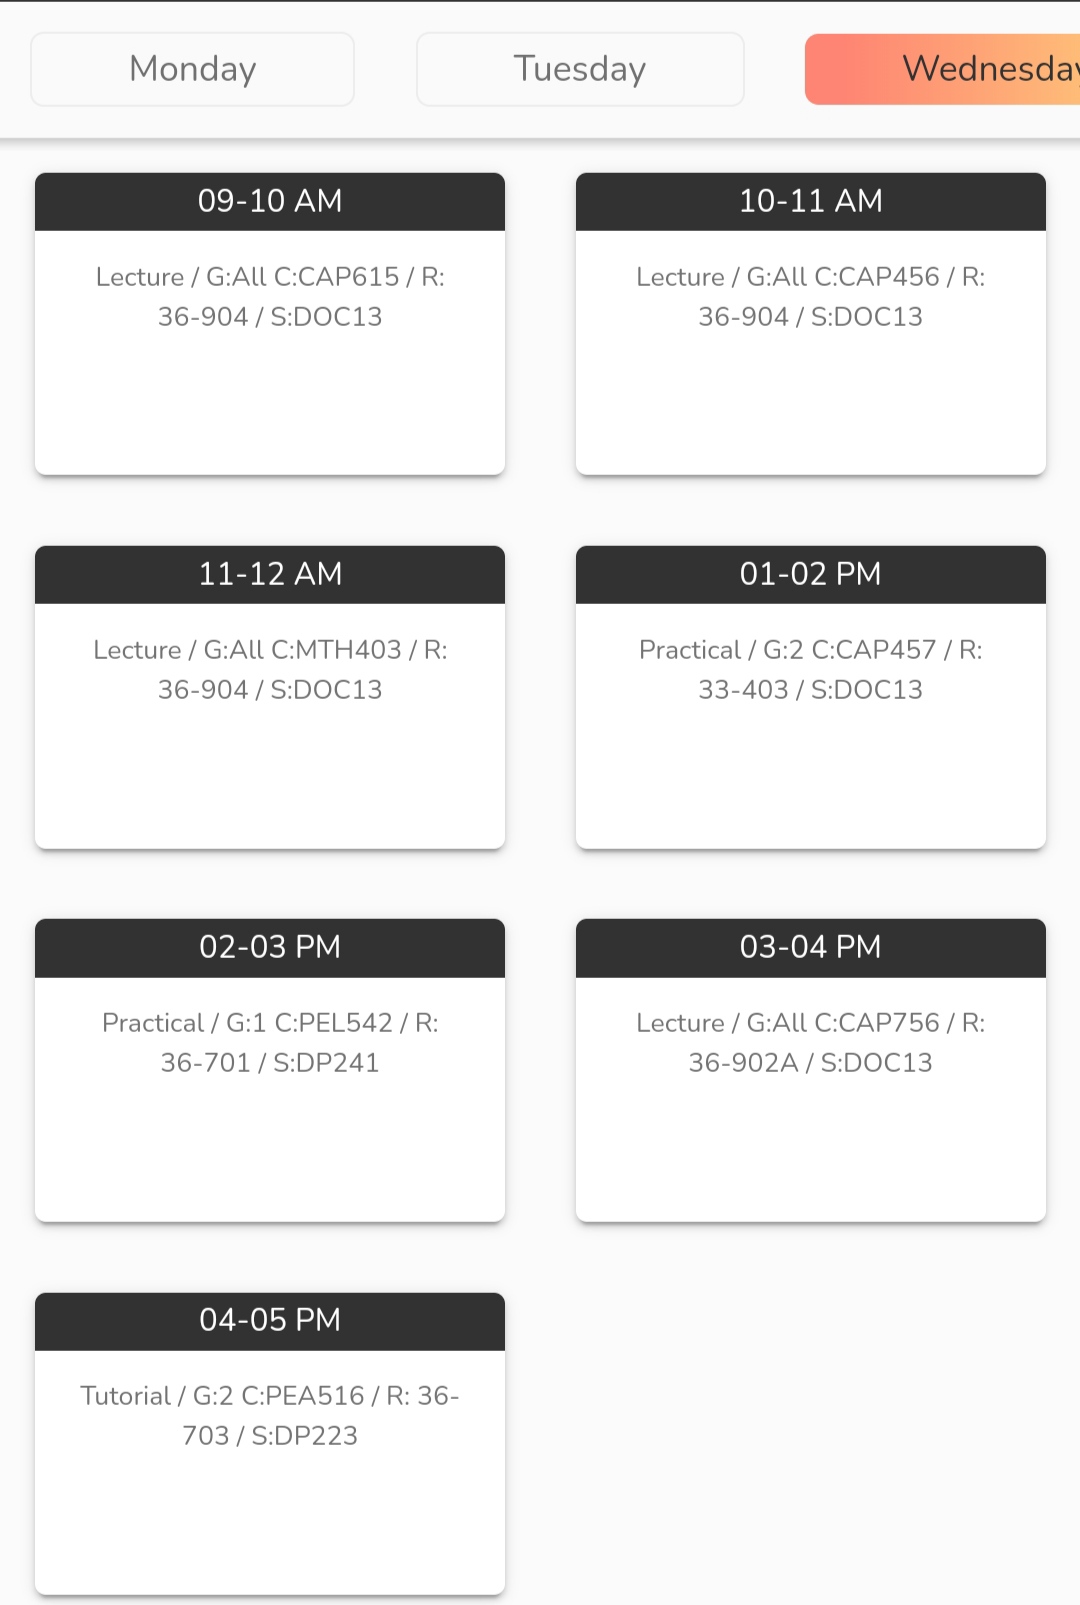 Monday
Tuesday
Wednesday
09-10 AM
Lecture / G:All C:CAP615 / R:
36-904 / S:DOC13
10-11 AM
Lecture / G:All C:CAP456 / R:
36-904 / S:DOC13
11-12 AM
Lecture / G:All C:MTH403 / R:
36-904 / S:DOC13
01-02 PM
Practical / G:2 C:CAP457 / R:
33-403 / S:DOC13
02-03 PM
Practical / G:1 C:PEL542 / R:
36-701 / S:DP241
03-04 PM
Lecture / G:All C:CAP756 / R:
36-902A / S:DOC13
04-05 PM
Tutorial / G:2 C:PEA516 / R: 36-
703 / S:DP223